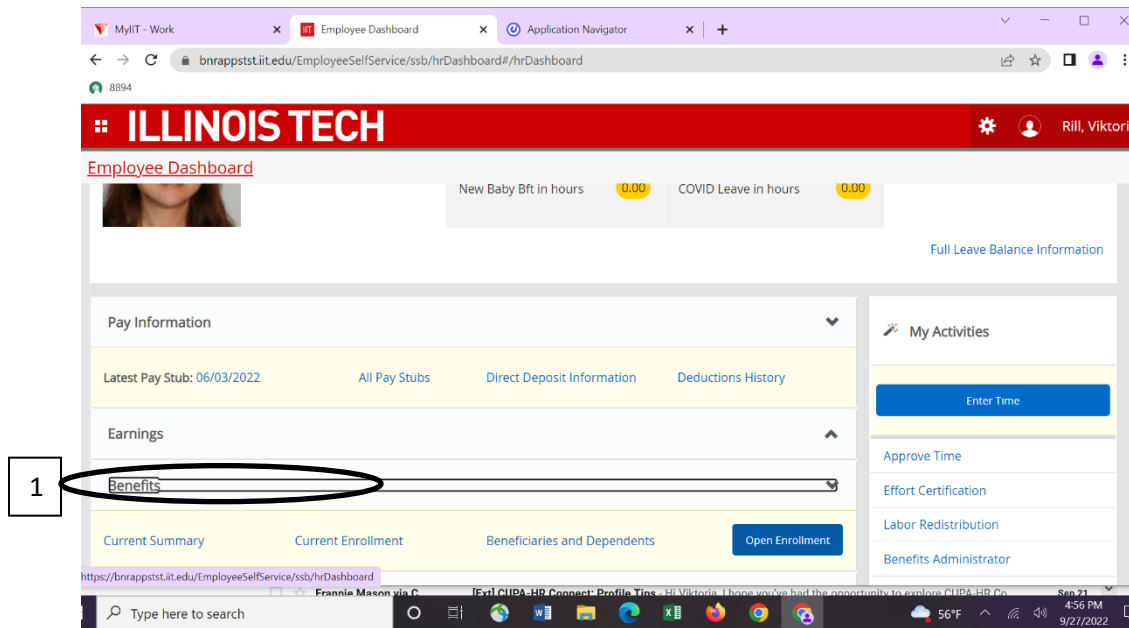 MyIIT - Work
IIT Employee Dashboard
Application Navigator
bnrappstst.iit.edu/EmployeeSelfService/ssb/hrDashboard#/hrDashboard
8894
ILLINOIS TECH
Rill, Viktori
Employee Dashboard
New Baby Bft in hours 0.00 COVID Leave in hours 0.00
Full Leave Balance Information
Pay Information
My Activities
Latest Pay Stub: 06/03/2022 All Pay Stubs Direct Deposit Information Deductions History
Enter Time
Earnings
Approve Time
1
Benefits
Effort Certification
Labor Redistribution
Current Summary Current Enrollment Beneficiaries and Dependents Open Enrollment
Benefits Administrator
https://bnrappstst.iit.edu/EmployeeSelfService/ssb/hrDashboard
Frannie Mason via C. [Ext] CUPA-HR Connect: Profile Tips - Hi Viktoria, I hope you've had the opportunity to explore CUPA-HR Co Sep 21
Type here to search
56°F
4:56 PM
9/27/2022